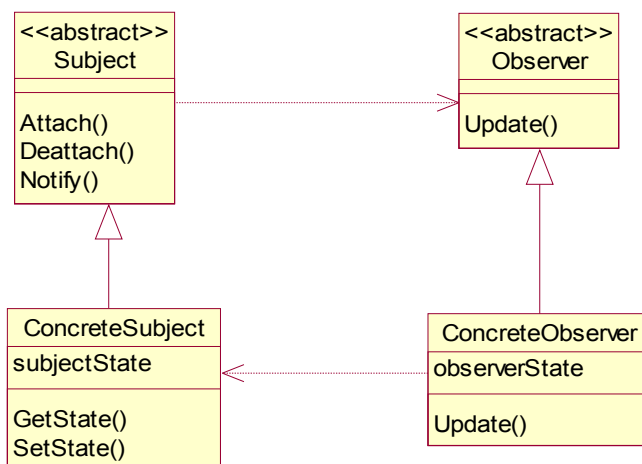 <<abstract>>
Subject
Attach()
Deattach()
Notify()
<<abstract>>
Observer
Update()
ConcreteSubject
subjectState
GetState()
SetState()
ConcreteObserver
observerState
Update()